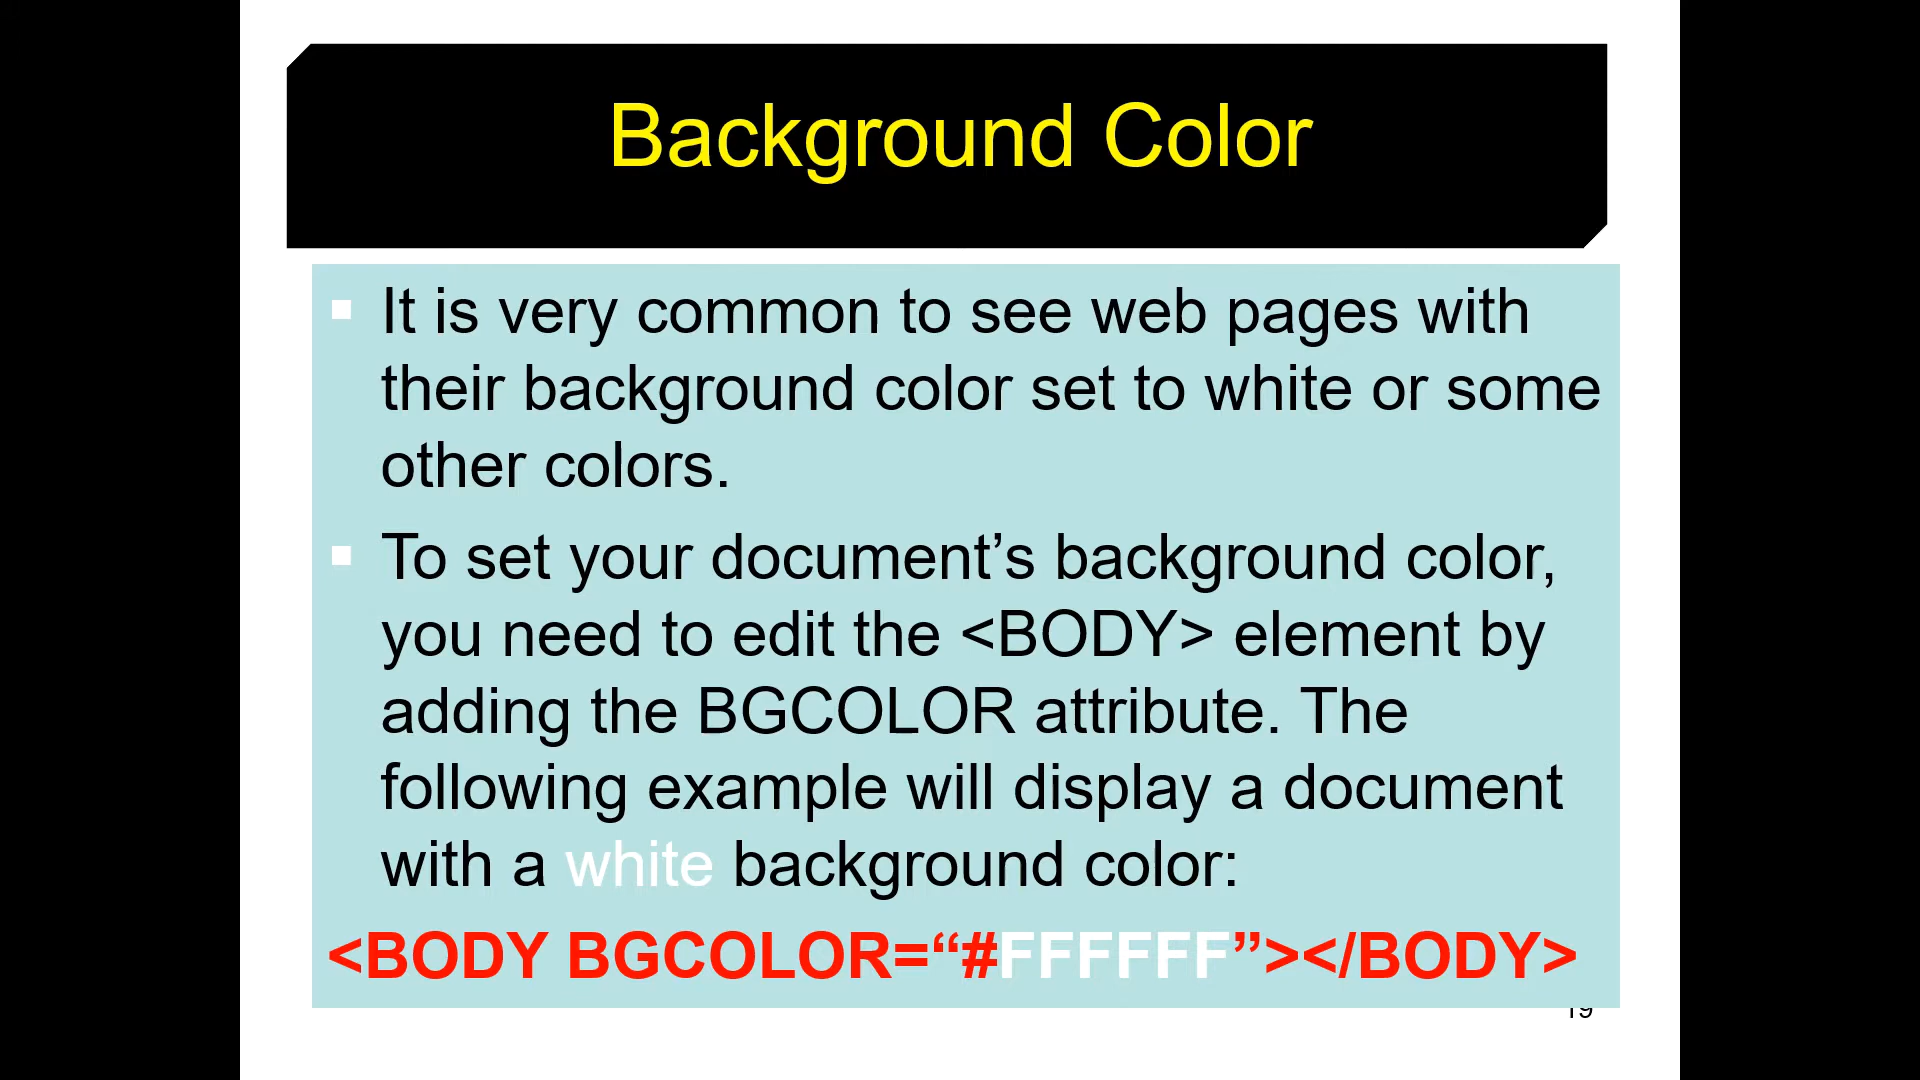 Background Color
It is very common to see web pages with
their background color set to white or some
other colors.
To set your document’s background color,
you need to edit the <BODY> element by
adding the BGCOLOR attribute. The
following example will display a document
with a white background color:
<BODY BGCOLOR=“#FFFFFF”></BODY>
19